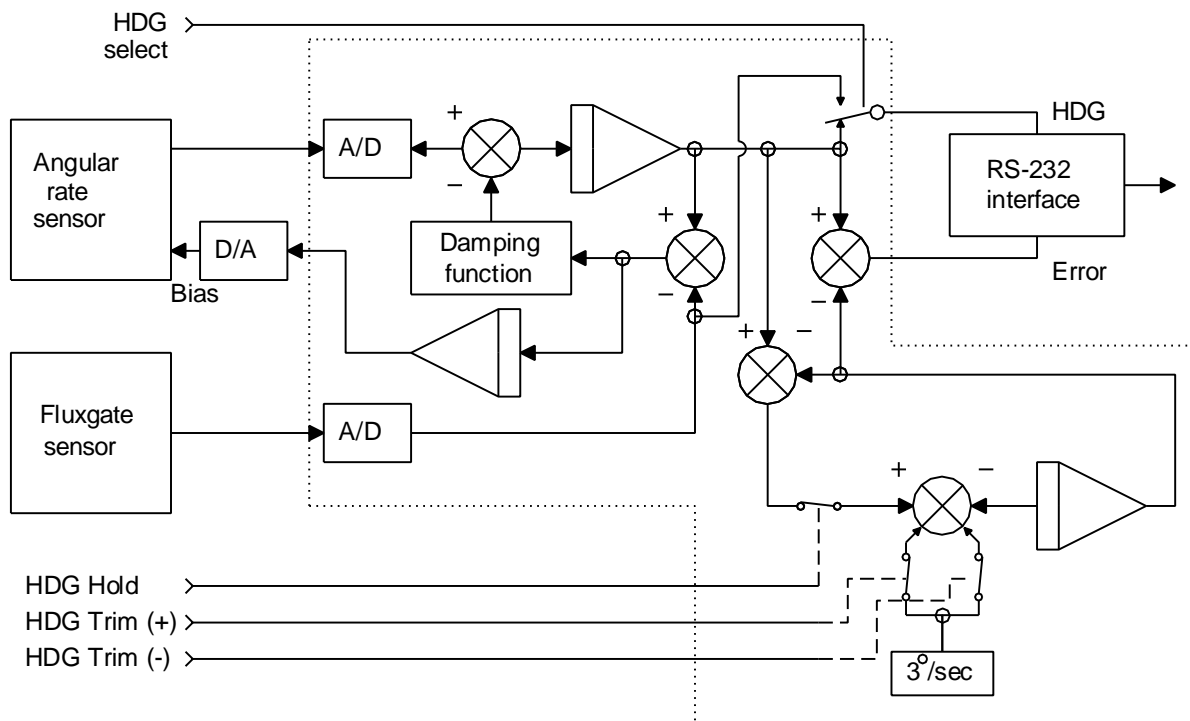 HDG
select
HDG
Angular
rate
sensor
+
A/D
−
RS-232
interface
D/A
Bias
Damping
function
+
−
+
−
Error
+
−
Fluxgate
sensor
A/D
+
−
HDG Hold
HDG Trim (+)
HDG Trim (-)
3°/sec